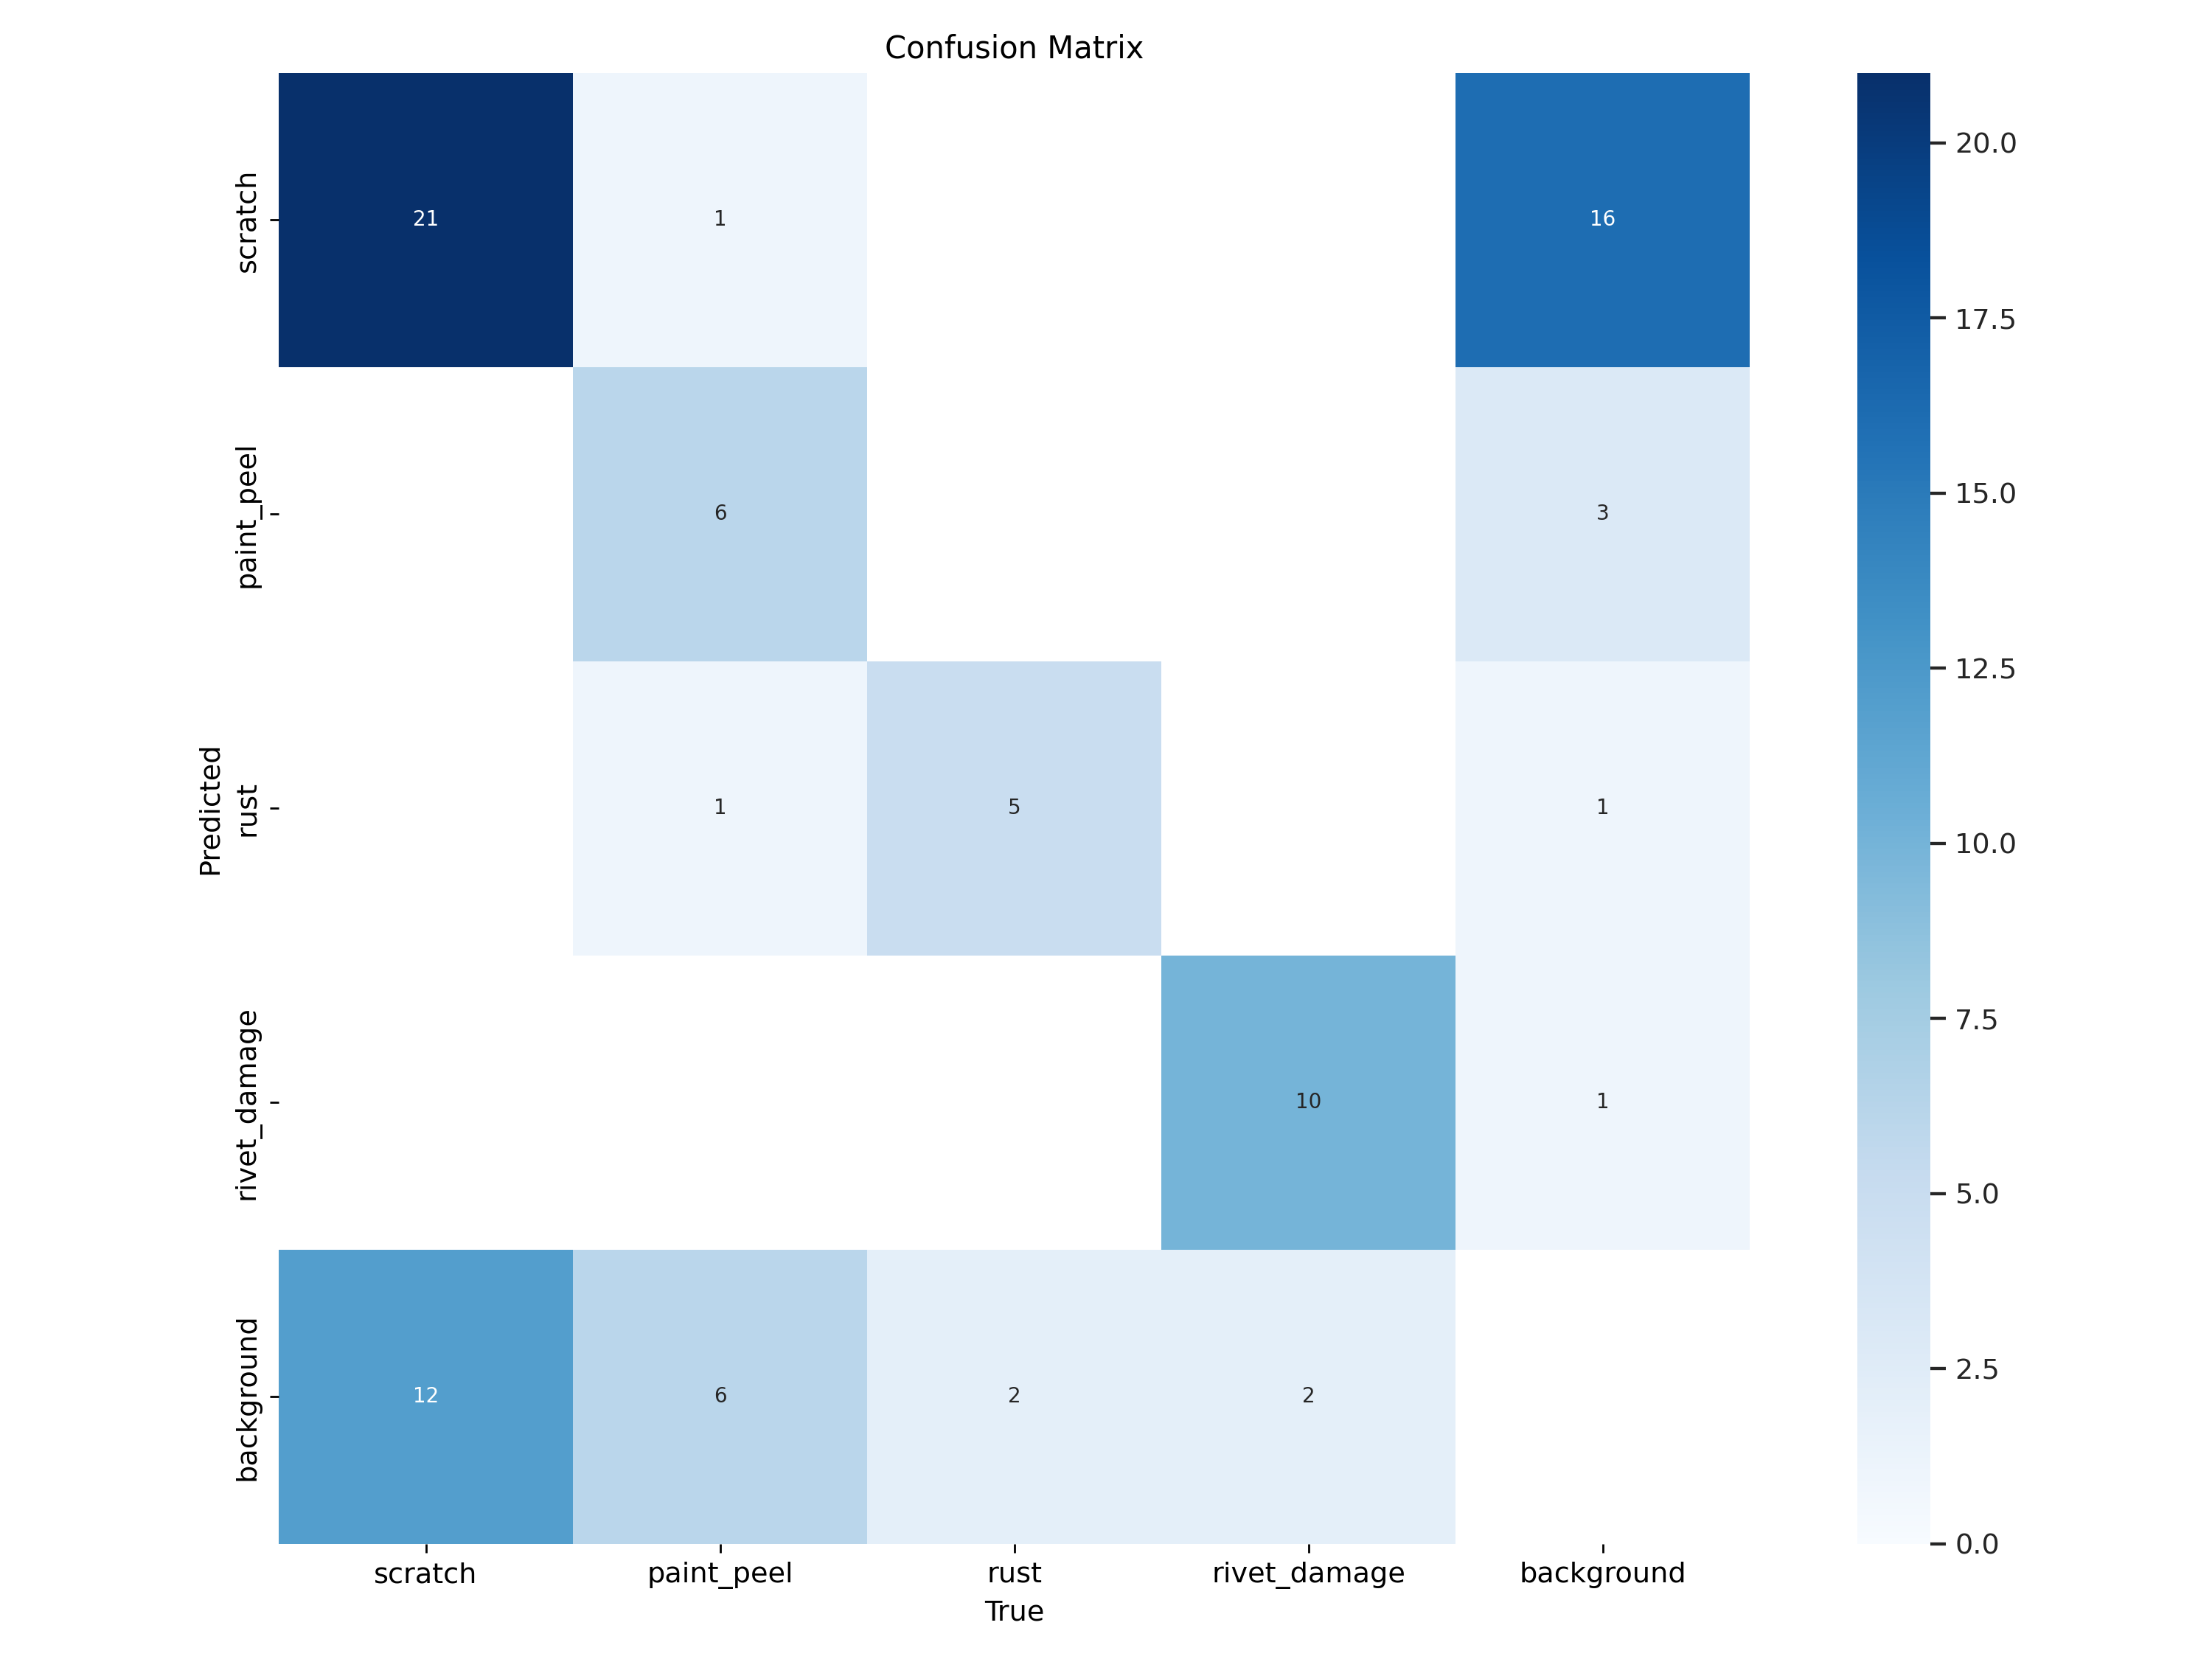 Confusion Matrix
Predicted
scratch
21 1 16
paint_peel
6 3
rust
1 5 1
rivet_damage
10 1
background
12 6 2 2
scratch paint_peel rust rivet_damage background
True
20.0
17.5
15.0
12.5
10.0
7.5
5.0
2.5
0.0